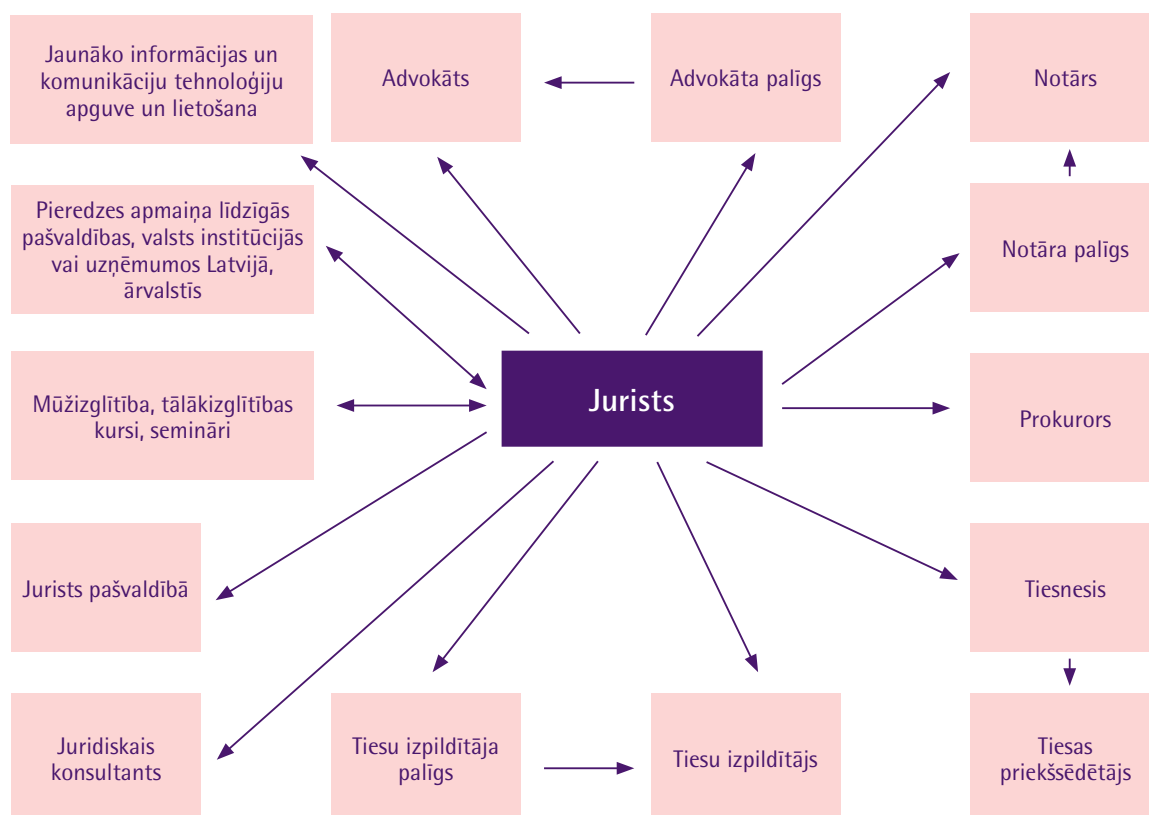 Jaunāko informācijas un
komunikāciju tehnoloģiju
apguve un lietošana
Advokāts
Advokāta palīgs
Notārs
Pieredzes apmaiņa līdzīgās
pašvaldības, valsts institūcijās
vai uzņēmumos Latvijā,
ārvalstīs
Notāra palīgs
Mūžizglītība, tālākizglītības
kursi, semināri
Jurists
Prokurors
Jurists pašvaldībā
Tiesnesis
Juridiskais
konsultants
Tiesu izpildītāja
palīgs
Tiesu izpildītājs
Tiesas
priekšsēdētājs